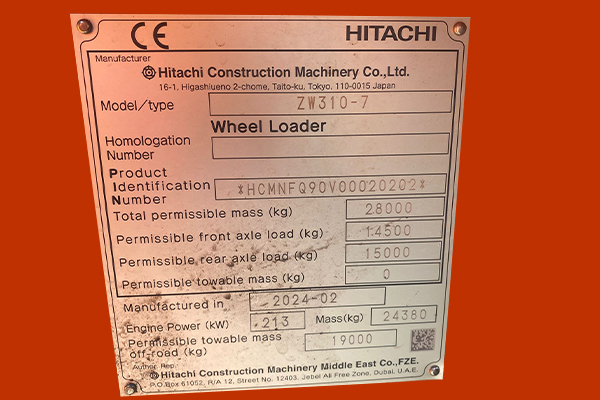 CE HITACHI
Manufacturer
Hitachi Construction Machinery Co.,Ltd.
16-1, Higashiueno 2-chome, Taito-ku, Tokyo, 110-0015 Japan
Model/type ZW310-7
Wheel Loader
Homologation
Number
Product
Identification *HCMNFQ90V00020202*
Number
Total permissible mass (kg) 28000
Permissible front axle load (kg) 14500
Permissible rear axle load (kg) 15000
Permissible towable mass (kg) 0
Manufactured in 2024-02
Engine Power (kW) 213 Mass(kg) 24380
Permissible towable mass
off-road (kg) 19000
Author. Rep.
Hitachi Construction Machinery Middle East Co.,FZE.
P.O.Box 61052, R/A 12, Street No. 12403, Jebel Ali Free Zone, Dubai, U.A.E.